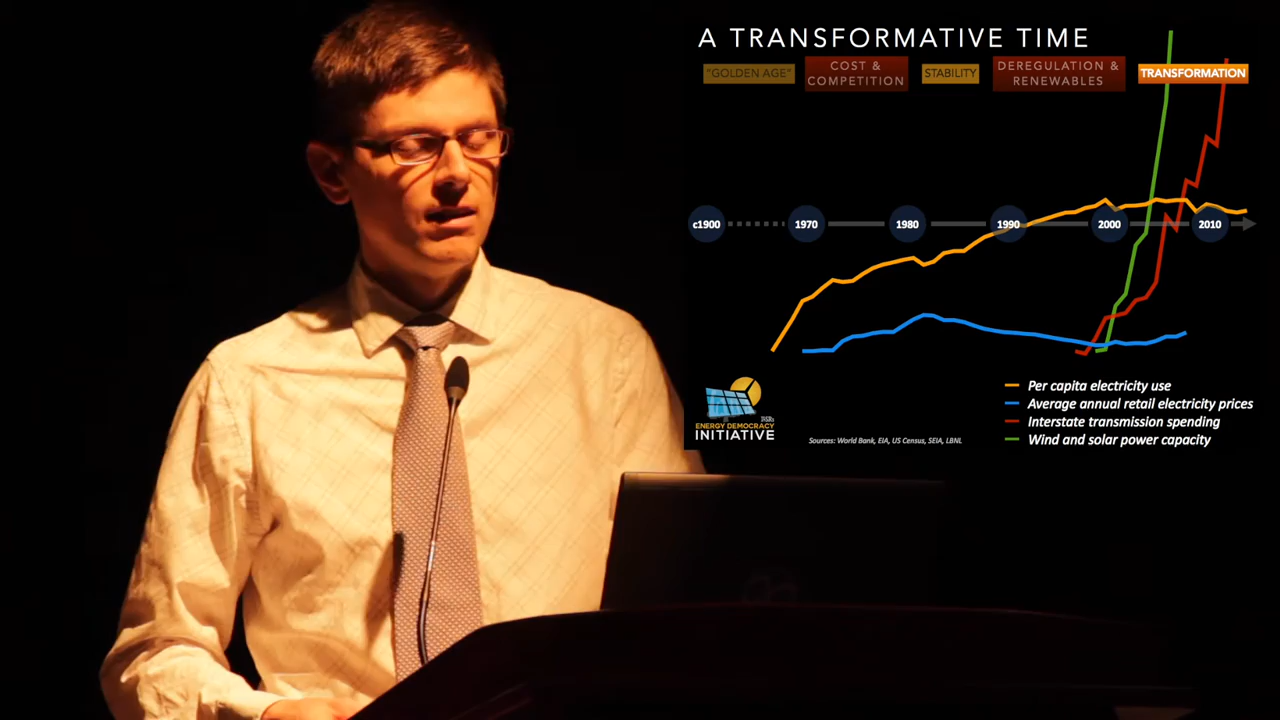 A TRANSFORMATIVE TIME
"GOLDEN AGE"
COST &
COMPETITION
STABILITY
DEREGULATION &
RENEWABLES
TRANSFORMATION
c1900
1970
1980
1990
2000
2010
Per capita electricity use
Average annual retail electricity prices
Interstate transmission spending
Wind and solar power capacity
ENERGY DEMOCRACY
INITIATIVE
Sources: World Bank, EIA, US Census, SEIA, LBNL